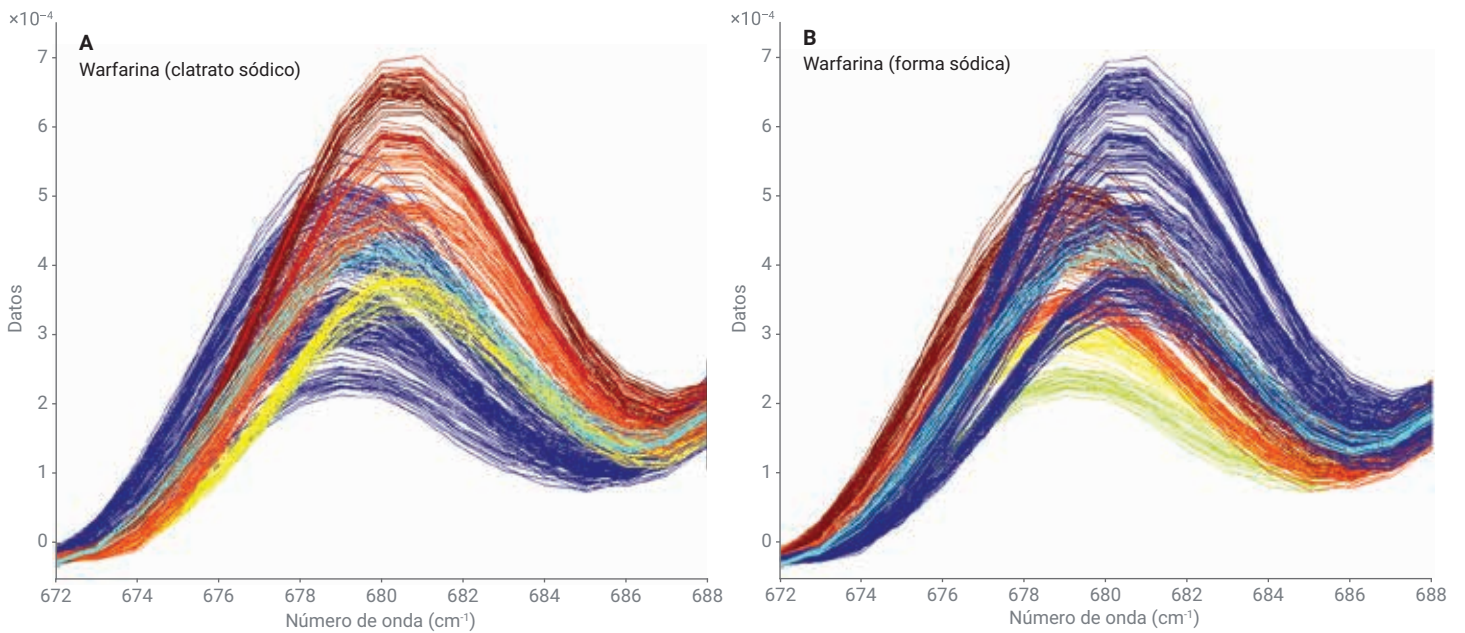 ×10⁻⁴
A
Warfarina (clatrato sódico)
7
6
5
4
3
2
1
0
Datos
672 674 676 678 680 682 684 686 688
Número de onda (cm⁻¹)
×10⁻⁴
B
Warfarina (forma sódica)
7
6
5
4
3
2
1
0
Datos
672 674 676 678 680 682 684 686 688
Número de onda (cm⁻¹)